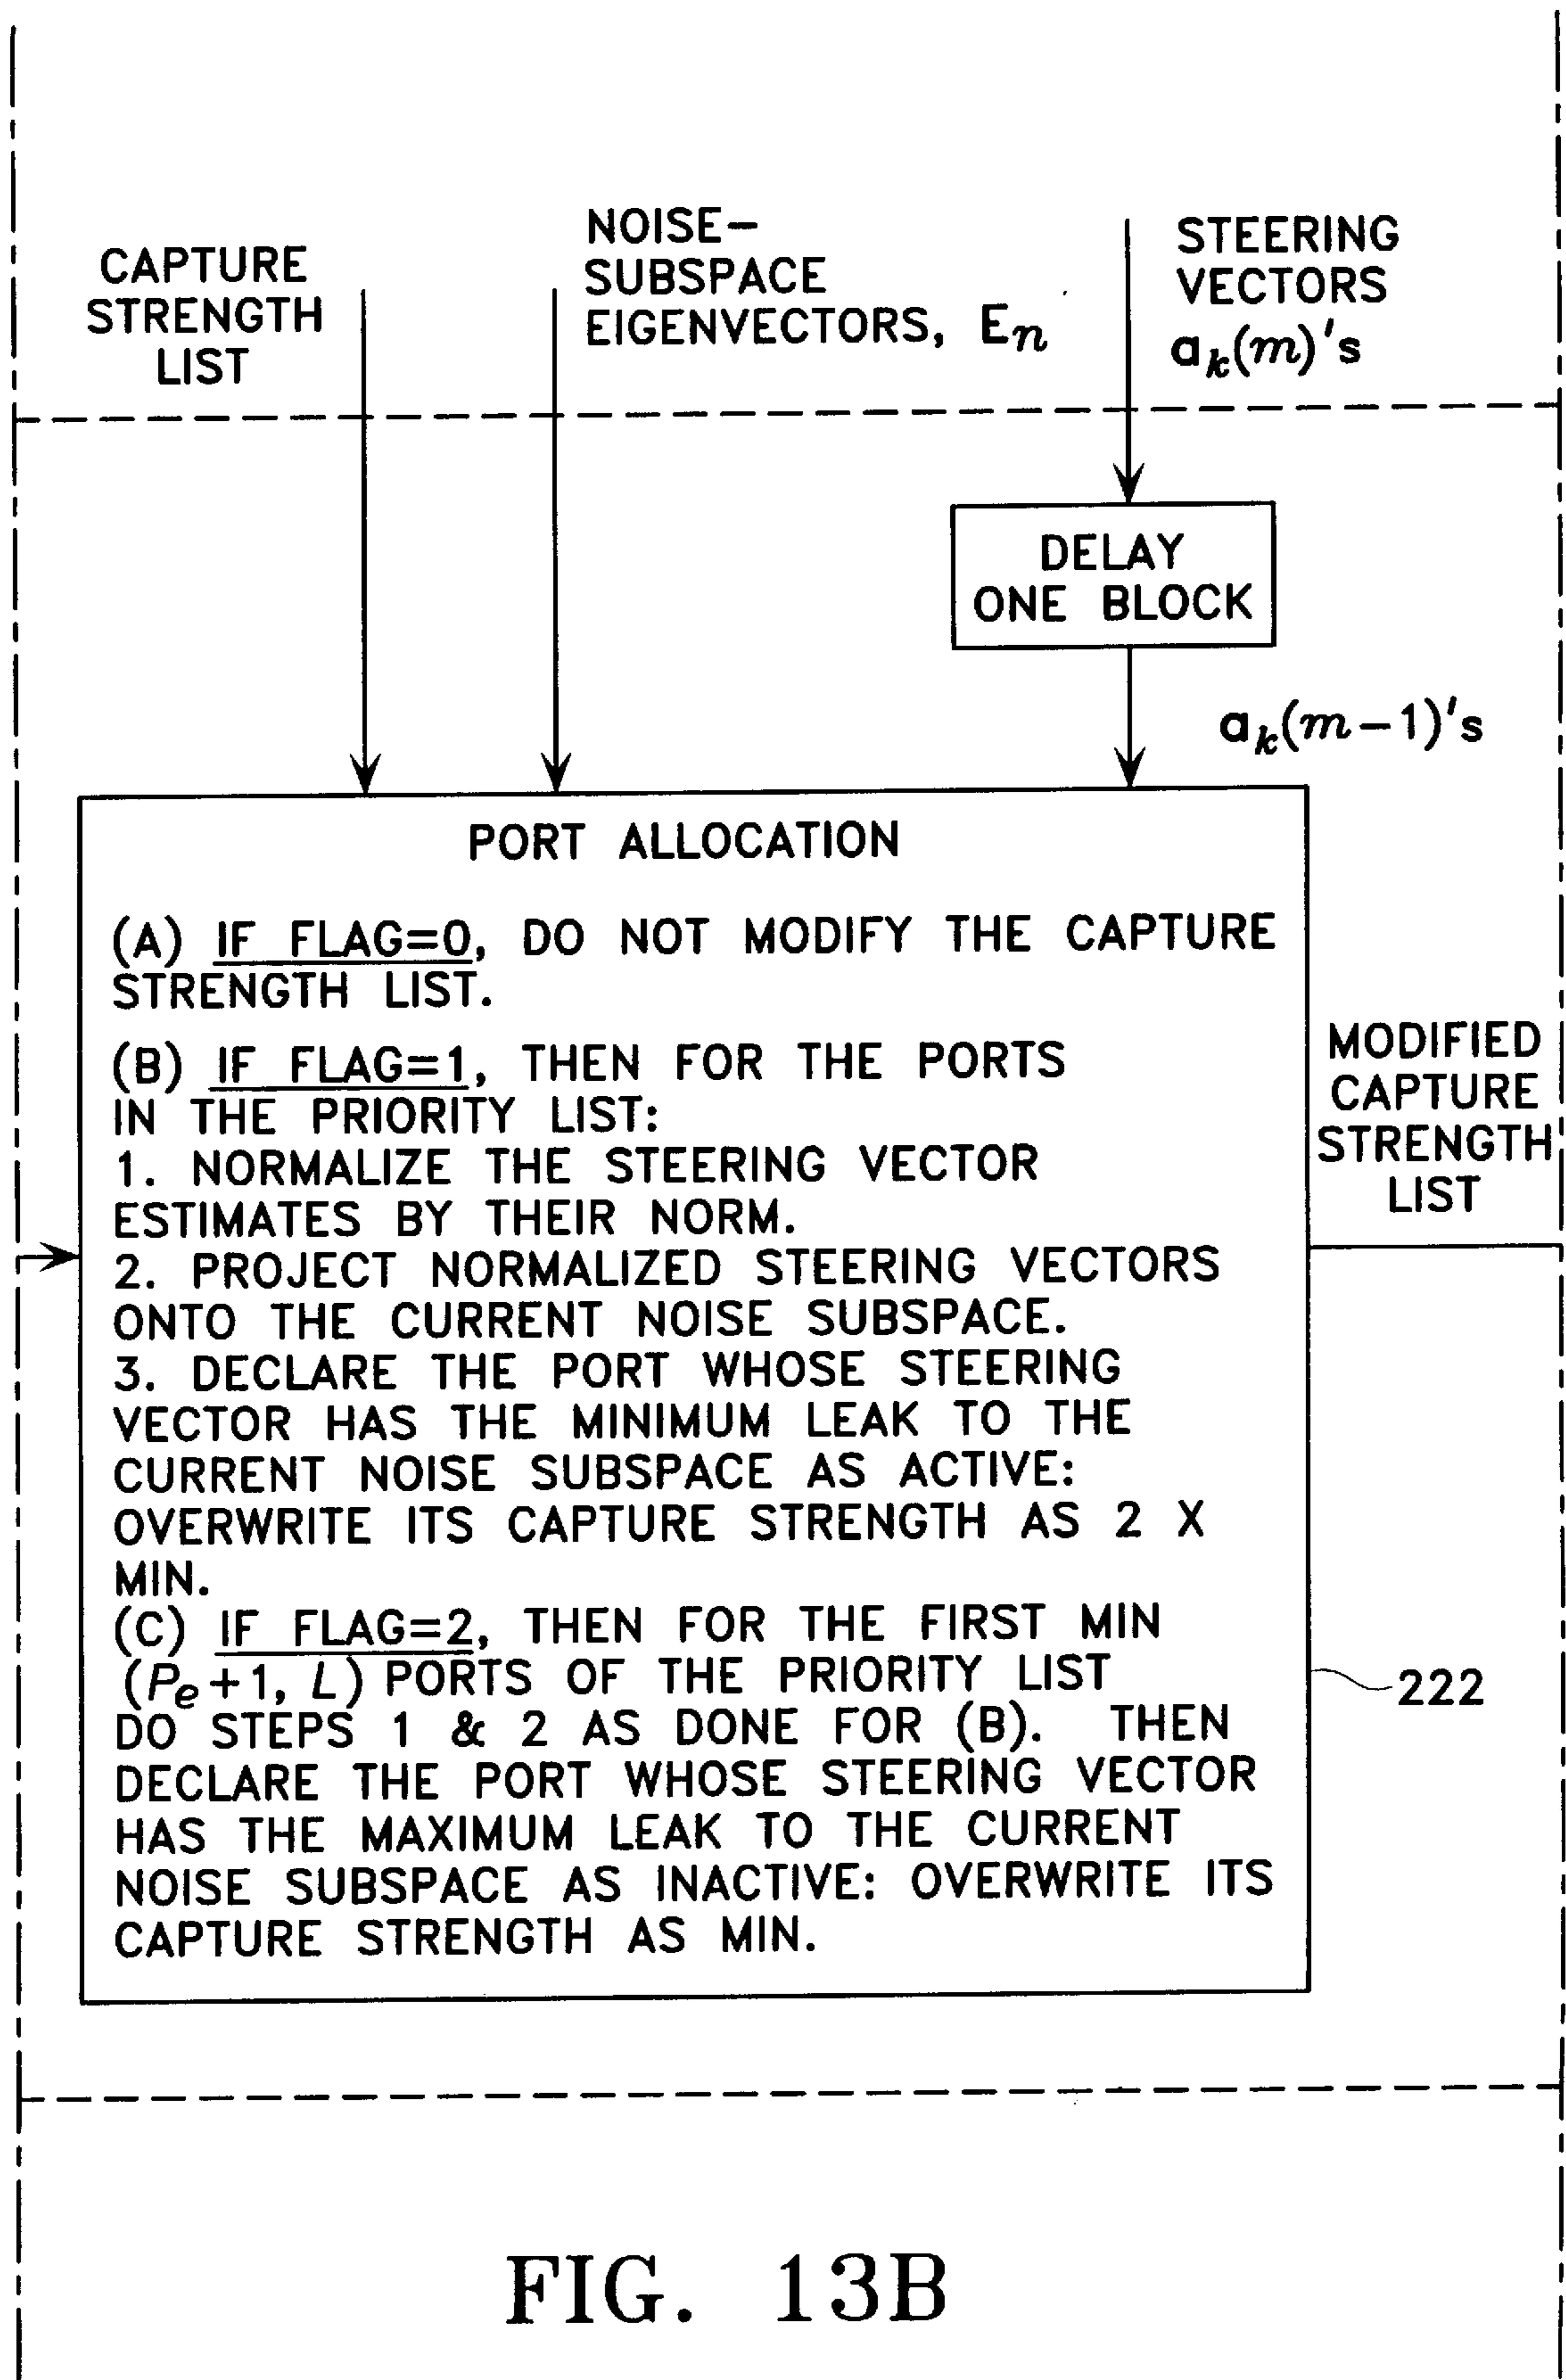 CAPTURE
STRENGTH
LIST
NOISE-
SUBSPACE
EIGENVECTORS, En
STEERING
VECTORS
ak(m)'s
DELAY
ONE BLOCK
ak(m-1)'s
PORT ALLOCATION
(A) IF FLAG=0, DO NOT MODIFY THE CAPTURE
STRENGTH LIST.
(B) IF FLAG=1, THEN FOR THE PORTS
IN THE PRIORITY LIST:
1. NORMALIZE THE STEERING VECTOR
ESTIMATES BY THEIR NORM.
2. PROJECT NORMALIZED STEERING VECTORS
ONTO THE CURRENT NOISE SUBSPACE.
3. DECLARE THE PORT WHOSE STEERING
VECTOR HAS THE MINIMUM LEAK TO THE
CURRENT NOISE SUBSPACE AS ACTIVE:
OVERWRITE ITS CAPTURE STRENGTH AS 2 X
MIN.
(C) IF FLAG=2, THEN FOR THE FIRST MIN
(Pe+1, L) PORTS OF THE PRIORITY LIST
DO STEPS 1 & 2 AS DONE FOR (B). THEN
DECLARE THE PORT WHOSE STEERING VECTOR
HAS THE MAXIMUM LEAK TO THE CURRENT
NOISE SUBSPACE AS INACTIVE: OVERWRITE ITS
CAPTURE STRENGTH AS MIN.
MODIFIED
CAPTURE
STRENGTH
LIST
222
FIG. 13B